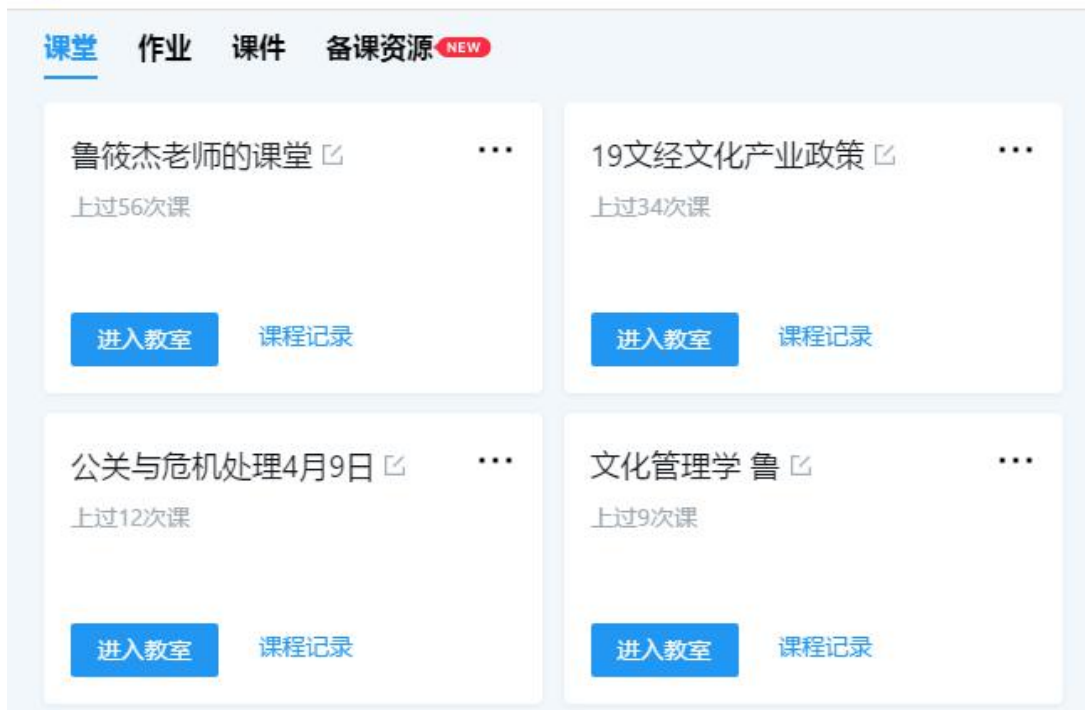 课堂 作业 课件 备课资源 NEW
鲁筱杰老师的课堂
上过56次课
进入教室 课程记录
19文经文化产业政策
上过34次课
进入教室 课程记录
公关与危机处理4月9日
上过12次课
进入教室 课程记录
文化管理学 鲁
上过9次课
进入教室 课程记录